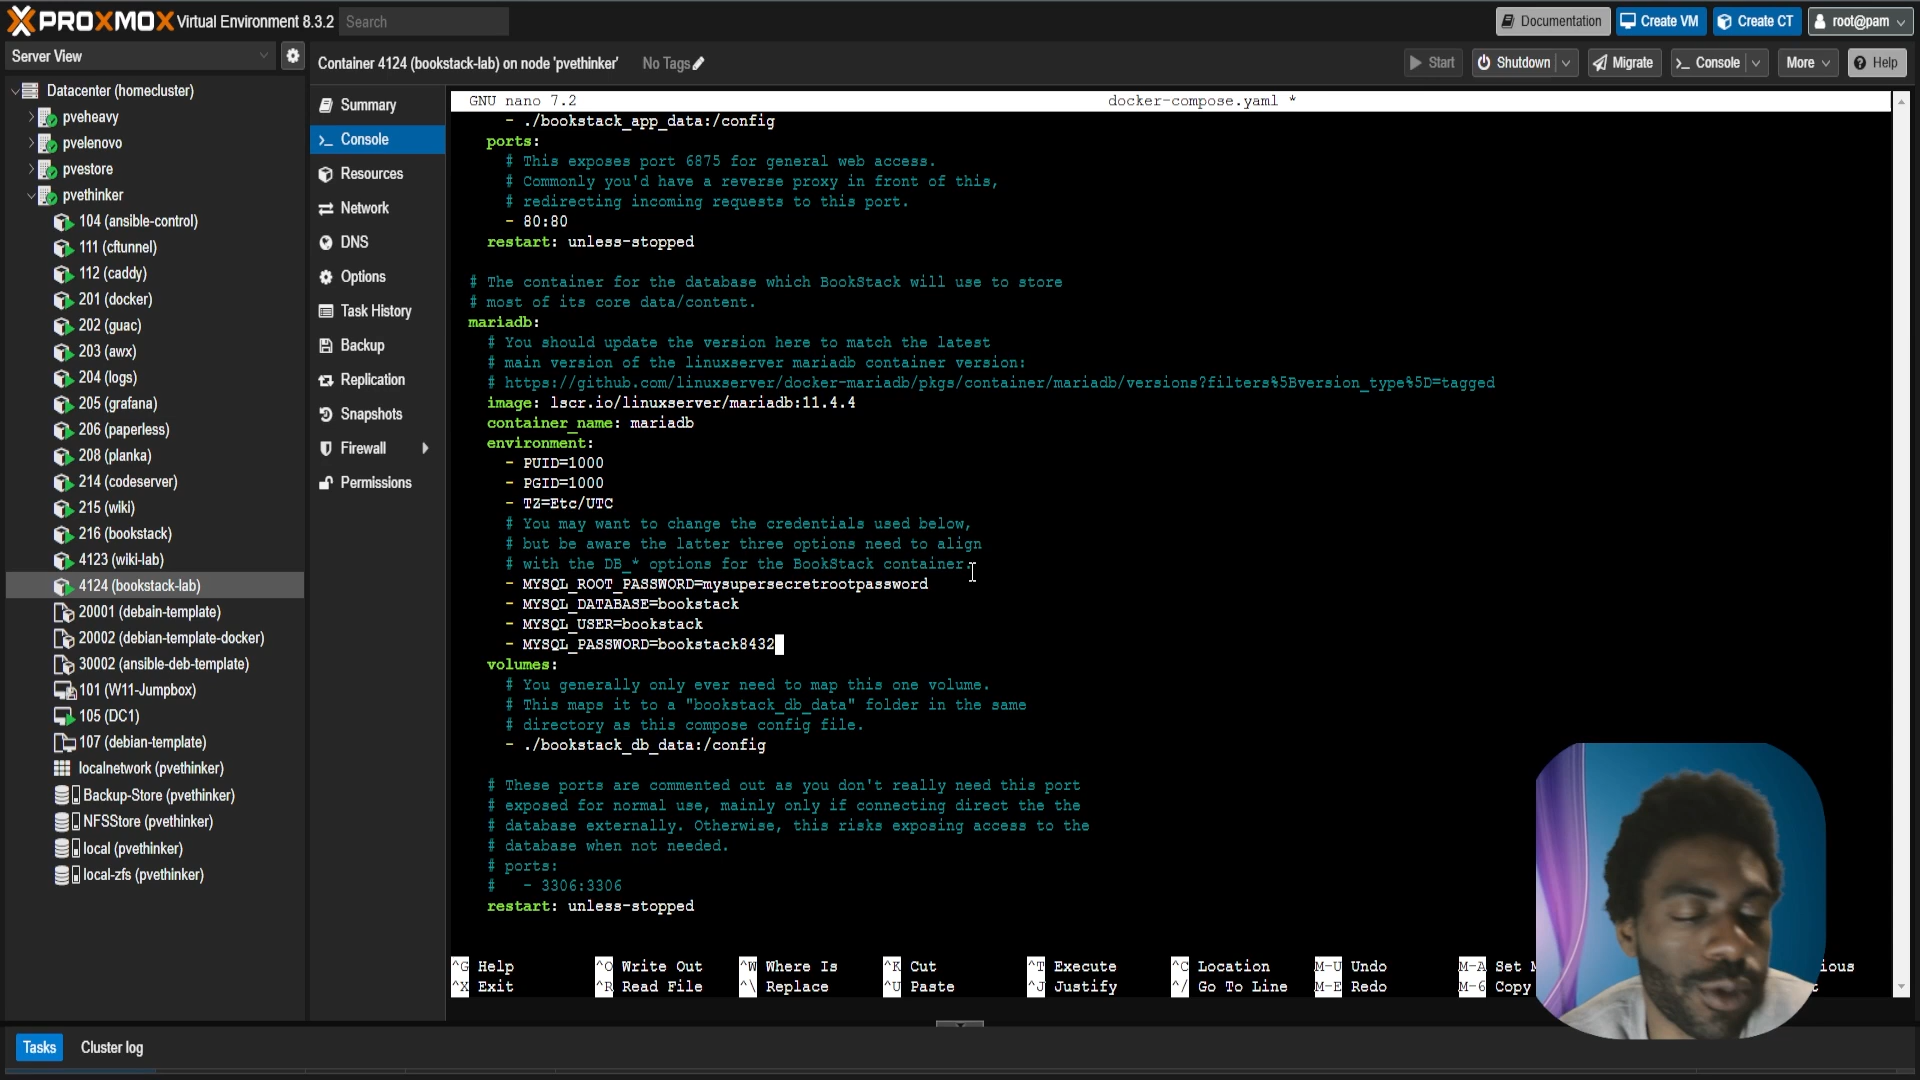 PROXMOX Virtual Environment 8.3.2 Search Documentation Create VM Create CT root@pam
Server View
Container 4124 (bookstack-lab) on node 'pvethinker' No Tags Start Shutdown Migrate Console More Help
Datacenter (homecluster)
pveheavy
pvelenovo
pvestore
pvethinker
104 (ansible-control)
111 (cftunnel)
112 (caddy)
201 (docker)
202 (guac)
203 (awx)
204 (logs)
205 (grafana)
206 (paperless)
208 (planka)
214 (codeserver)
215 (wiki)
216 (bookstack)
4123 (wiki-lab)
4124 (bookstack-lab)
20001 (debain-template)
20002 (debian-template-docker)
30002 (ansible-deb-template)
101 (W11-Jumpbox)
105 (DC1)
107 (debian-template)
localnetwork (pvethinker)
Backup-Store (pvethinker)
NFSStore (pvethinker)
local (pvethinker)
local-zfs (pvethinker)
Summary
Console
Resources
Network
DNS
Options
Task History
Backup
Replication
Snapshots
Firewall
Permissions
GNU nano 7.2 docker-compose.yaml *
- ./bookstack_app_data:/config
ports:
# This exposes port 6875 for general web access.
# Commonly you'd have a reverse proxy in front of this,
# redirecting incoming requests to this port.
- 80:80
restart: unless-stopped
# The container for the database which BookStack will use to store
# most of its core data/content.
mariadb:
# You should update the version here to match the latest
# main version of the linuxserver mariadb container version:
# https://github.com/linuxserver/docker-mariadb/pkgs/container/mariadb/versions?filters%5Bversion_type%5D=tagged
image: lscr.io/linuxserver/mariadb:11.4.4
container_name: mariadb
environment:
- PUID=1000
- PGID=1000
- TZ=Etc/UTC
# You may want to change the credentials used below,
# but be aware the latter three options need to align
# with the DB_* options for the BookStack container.
- MYSQL_ROOT_PASSWORD=mysupersecretrootpassword
- MYSQL_DATABASE=bookstack
- MYSQL_USER=bookstack
- MYSQL_PASSWORD=bookstack8432
volumes:
# You generally only ever need to map this one volume.
# This maps it to a "bookstack_db_data" folder in the same
# directory as this compose config file.
- ./bookstack_db_data:/config
# These ports are commented out as you don't really need this port
# exposed for normal use, mainly only if connecting direct the the
# database externally. Otherwise, this risks exposing access to the
# database when not needed.
# ports:
# - 3306:3306
restart: unless-stopped
^G Help ^O Write Out ^W Where Is ^K Cut ^T Execute ^C Location M-U Undo M-A Set ious
^X Exit ^R Read File ^\ Replace ^U Paste ^J Justify ^/ Go To Line M-E Redo M-6 Copy
Tasks Cluster log